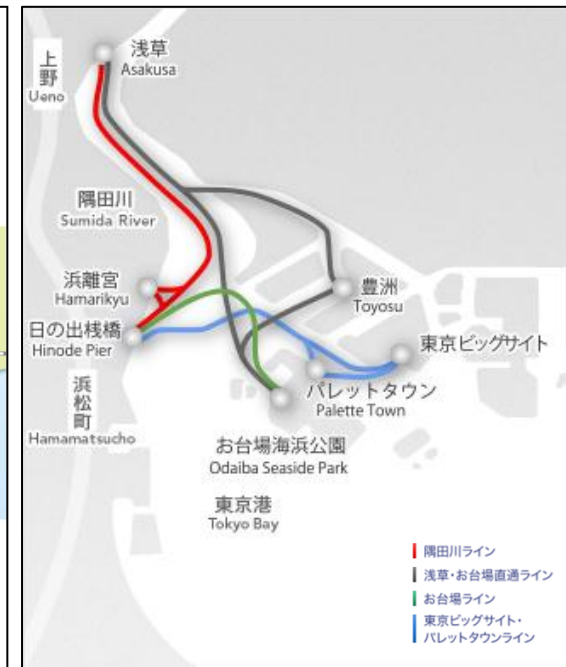 浅草
Asakusa
上野
Ueno
隅田川
Sumida River
浜離宮
Hamarikyu
豊洲
Toyosu
日の出桟橋
Hinode Pier
東京ビッグサイト
パレットタウン
Palette Town
浜松町
Hamamatsucho
お台場海浜公園
Odaiba Seaside Park
東京港
Tokyo Bay
隅田川ライン
浅草・お台場直通ライン
お台場ライン
東京ビッグサイト・
パレットタウンライン